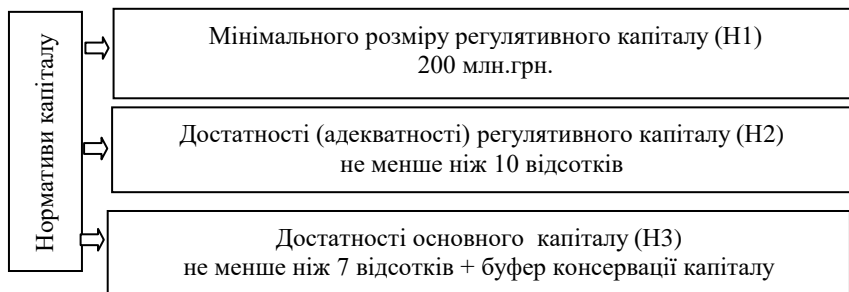 Нормативи капіталу
Мінімального розміру регулятивного капіталу (Н1)
200 млн.грн.
Достатності (адекватності) регулятивного капіталу (Н2)
не менше ніж 10 відсотків
Достатності основного капіталу (Н3)
не менше ніж 7 відсотків + буфер консервації капіталу